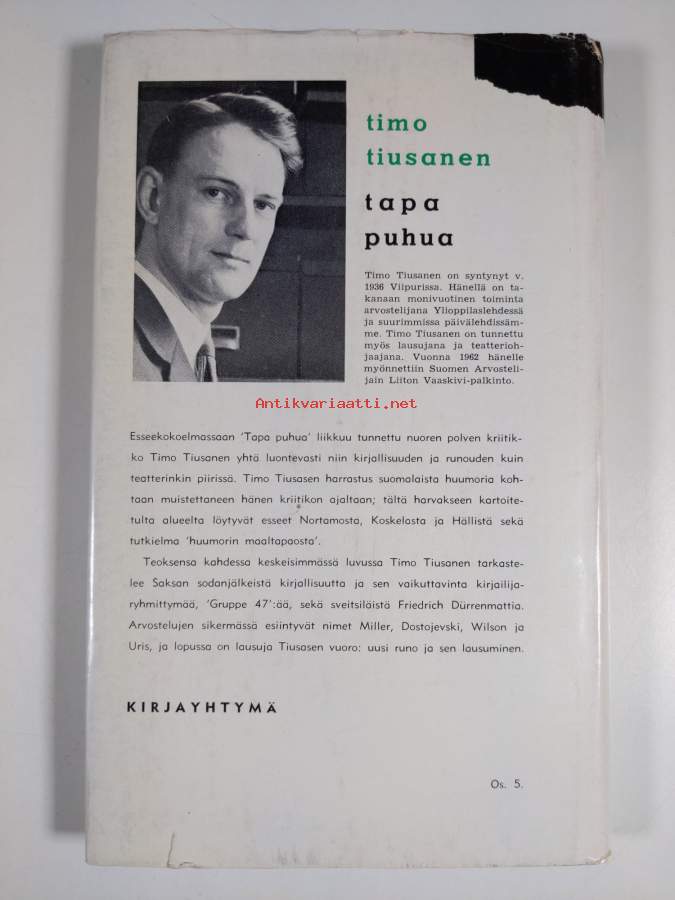 timo
tiusanen
tapa
puhua
Timo Tiusanen on syntynyt v.
1936 Viipurissa. Hänellä on ta-
kanaan monivuotinen toiminta
arvostelijana Ylioppilaslehdessä
ja suurimmissa päivälehdissäm-
me. Timo Tiusanen on tunnettu
myös lausujana ja teatterioh-
jaajana. Vuonna 1962 hänelle
myönnettiin Suomen Arvosteli-
jain Liiton Vaaskivi-palkinto.
Antikvariaatti.net
Esseekokoelmassaan 'Tapa puhua' liikkuu tunnettu nuoren polven kriitik-
ko Timo Tiusanen yhtä luontevasti niin kirjallisuuden ja runouden kuin
teatterinkin piirissä. Timo Tiusasen harrastus suomalaista huumoria koh-
taan muistettaneen hänen kriitikon ajaltaan; tältä harvakseen kartoite-
tulta alueelta löytyvät esseet Nortamosta, Koskelasta ja Hällistä sekä
tutkielma 'huumorin maaltapaosta'.
Teoksensa kahdessa keskeisimmässä luvussa Timo Tiusanen tarkaste-
lee Saksan sodanjälkeistä kirjallisuutta ja sen vaikuttavinta kirjailija-
ryhmittymää, 'Gruppe 47':ää, sekä sveitsiläistä Friedrich Dürrenmattia.
Arvostelujen sikermässä esiintyvät nimet Miller, Dostojevski, Wilson ja
Uris, ja lopussa on lausuja Tiusasen vuoro: uusi runo ja sen lausuminen.
KIRJAYHTYMÄ
Os. 5.